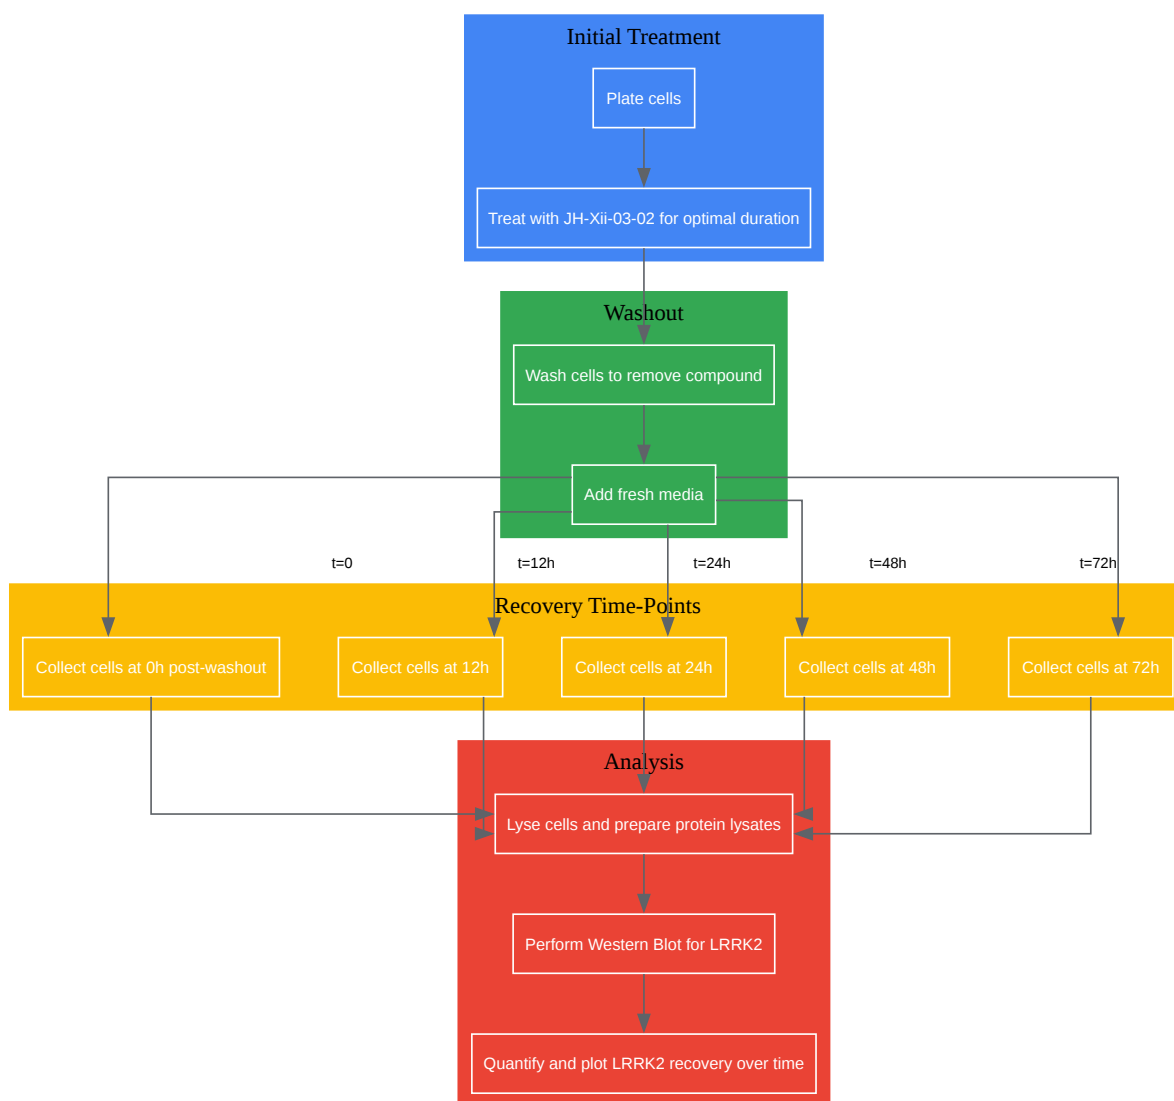 Initial Treatment
Plate cells
Treat with JH-Xii-03-02 for optimal duration
Washout
Wash cells to remove compound
Add fresh media
t=0
t=12h
t=24h
t=48h
t=72h
Recovery Time-Points
Collect cells at 0h post-washout
Collect cells at 12h
Collect cells at 24h
Collect cells at 48h
Collect cells at 72h
Analysis
Lyse cells and prepare protein lysates
Perform Western Blot for LRRK2
Quantify and plot LRRK2 recovery over time